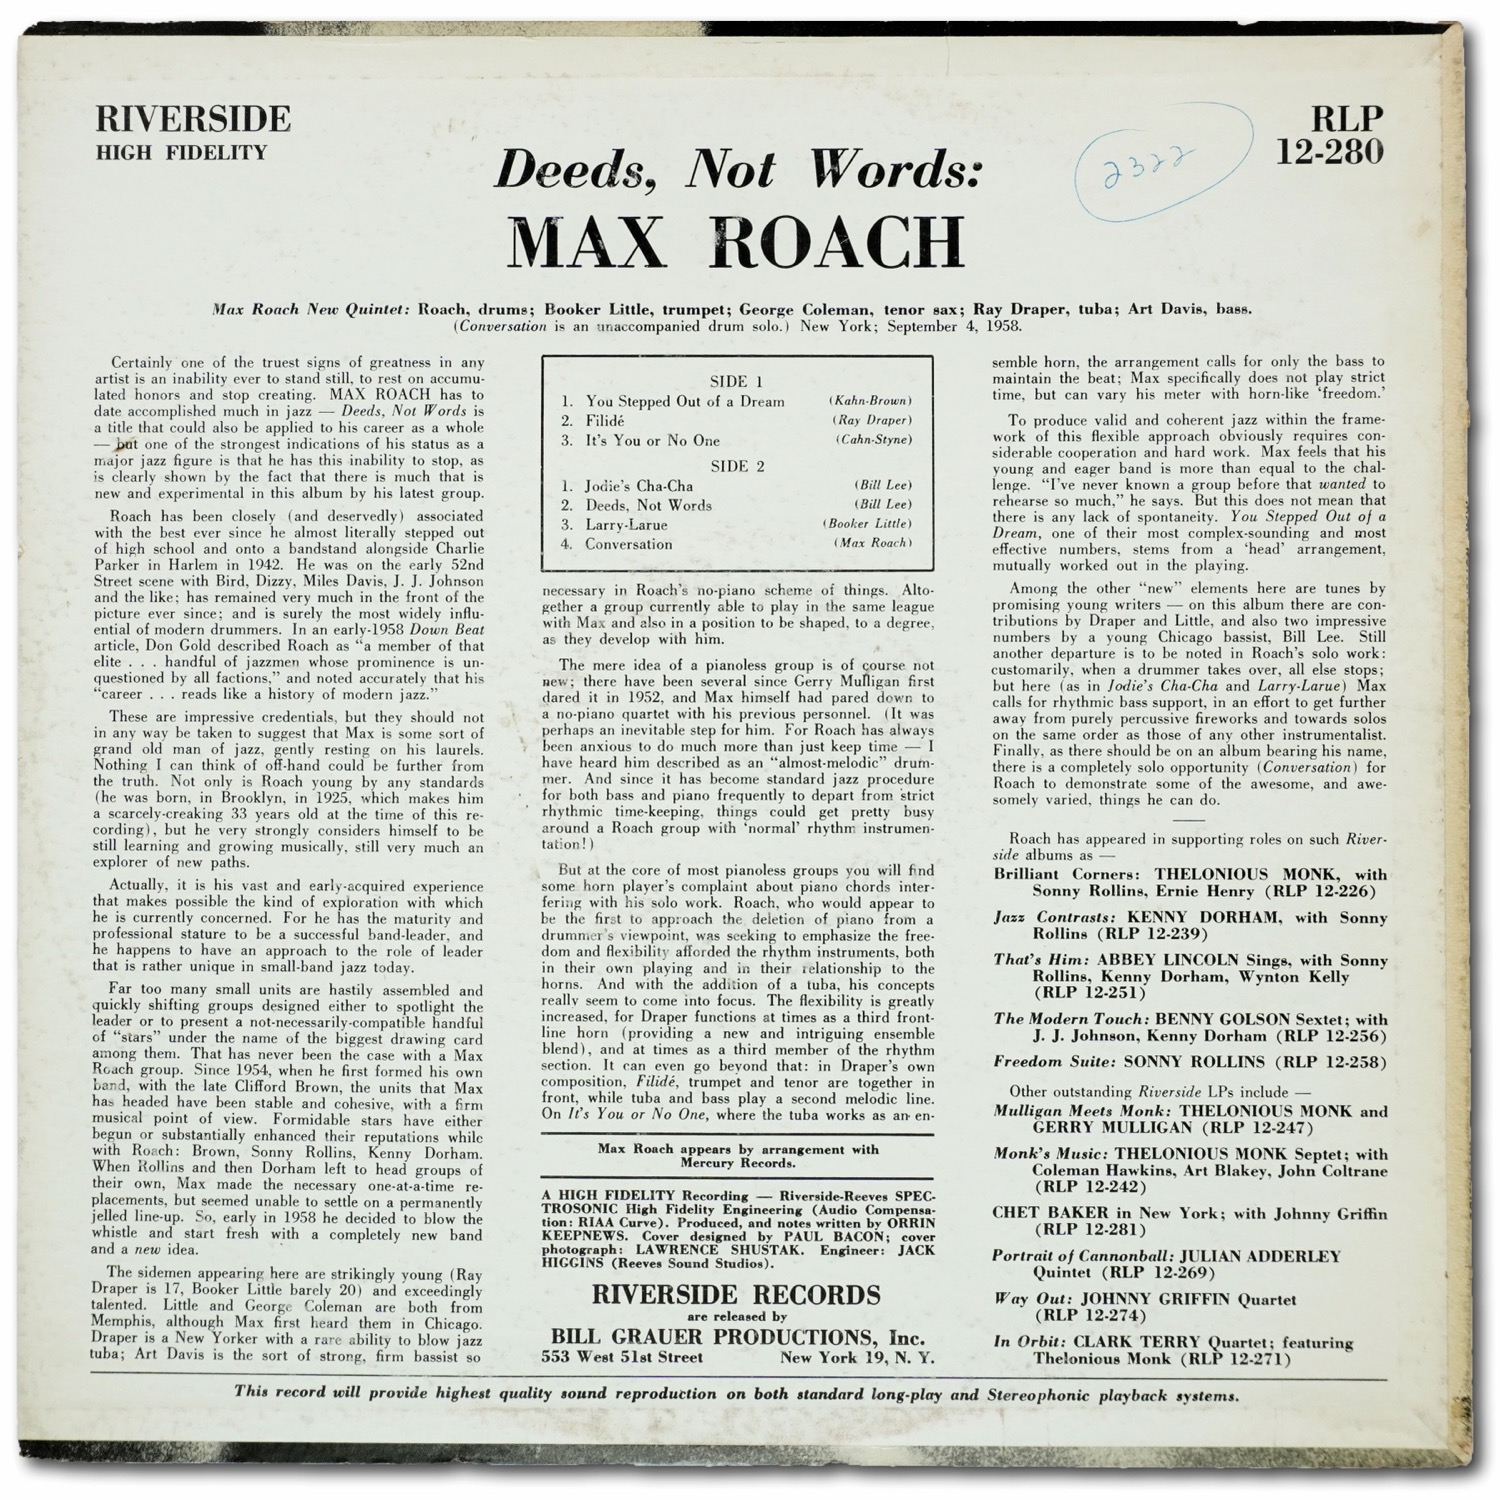 RIVERSIDE
HIGH FIDELITY
RLP
12-280
2322
Deeds, Not Words:
MAX ROACH
Max Roach New Quintet: Roach, drums; Booker Little, trumpet; George Coleman, tenor sax; Ray Draper, tuba; Art Davis, bass.
(Conversation is an unaccompanied drum solo.) New York; September 4, 1958.
Certainly one of the truest signs of greatness in any
artist is an inability ever to stand still, to rest on accumu-
lated honors and stop creating. MAX ROACH has to
date accomplished much in jazz — Deeds, Not Words is
a title that could also be applied to his career as a whole
— but one of the strongest indications of his status as a
major jazz figure is that he has this inability to stop, as
is clearly shown by the fact that there is much that is
new and experimental in this album by his latest group.
Roach has been closely (and deservedly) associated
with the best ever since he almost literally stepped out
of high school and onto a bandstand alongside Charlie
Parker in Harlem in 1942. He was on the early 52nd
Street scene with Bird, Dizzy, Miles Davis, J. J. Johnson
and the like; has remained very much in the front of the
picture ever since; and is surely the most widely influ-
ential of modern drummers. In an early-1958 Down Beat
article, Don Gold described Roach as “a member of that
elite . . . handful of jazzmen whose prominence is un-
questioned by all factions,” and noted accurately that his
“career . . . reads like a history of modern jazz.”
These are impressive credentials, but they should not
in any way be taken to suggest that Max is some sort of
grand old man of jazz, gently resting on his laurels.
Nothing I can think of off-hand could be further from
the truth. Not only is Roach young by any standards
(he was born, in Brooklyn, in 1925, which makes him
a scarcely-creaking 33 years old at the time of this re-
cording), but he very strongly considers himself to be
still learning and growing musically, still very much an
explorer of new paths.
Actually, it is his vast and early-acquired experience
that makes possible the kind of exploration with which
he is currently concerned. For he has the maturity and
professional stature to be a successful band-leader, and
he happens to have an approach to the role of leader
that is rather unique in small-band jazz today.
Far too many small units are hastily assembled and
quickly shifting groups designed either to spotlight the
leader or to present a not-necessarily-compatible handful
of “stars” under the name of the biggest drawing card
among them. That has never been the case with a Max
Roach group. Since 1954, when he first formed his own
band, with the late Clifford Brown, the units that Max
has headed have been stable and cohesive, with a firm
musical point of view. Formidable stars have either
begun or substantially enhanced their reputations while
with Roach: Brown, Sonny Rollins, Kenny Dorham.
When Rollins and then Dorham left to head groups of
their own, Max made the necessary one-at-a-time re-
placements, but seemed unable to settle on a permanently
jelled line-up. So, early in 1958 he decided to blow the
whistle and start fresh with a completely new band
and a new idea.
The sidemen appearing here are strikingly young (Ray
Draper is 17, Booker Little barely 20) and exceedingly
talented. Little and George Coleman are both from
Memphis, although Max first heard them in Chicago.
Draper is a New Yorker with a rare ability to blow jazz
tuba; Art Davis is the sort of strong, firm bassist so
SIDE 1
1. You Stepped Out of a Dream (Kahn-Brown)
2. Filidé (Ray Draper)
3. It's You or No One (Cahn-Styne)
SIDE 2
1. Jodie's Cha-Cha (Bill Lee)
2. Deeds, Not Words (Bill Lee)
3. Larry-Larue (Booker Little)
4. Conversation (Max Roach)
necessary in Roach's no-piano scheme of things. Alto-
gether a group currently able to play in the same league
with Max and also in a position to be shaped, to a degree,
as they develop with him.
The mere idea of a pianoless group is of course not
new; there have been several since Gerry Mulligan first
dared it in 1952, and Max himself had pared down to
a no-piano quartet with his previous personnel. (It was
perhaps an inevitable step for him. For Roach has always
been anxious to do much more than just keep time — I
have heard him described as an “almost-melodic” drum-
mer. And since it has become standard jazz procedure
for both bass and piano frequently to depart from strict
rhythmic time-keeping, things could get pretty busy
around a Roach group with ‘normal’ rhythm instrumen-
tation!)
But at the core of most pianoless groups you will find
some horn player's complaint about piano chords inter-
fering with his solo work. Roach, who would appear to
be the first to approach the deletion of piano from a
drummer's viewpoint, was seeking to emphasize the free-
dom and flexibility afforded the rhythm instruments, both
in their own playing and in their relationship to the
horns. And with the addition of a tuba, his concepts
really seem to come into focus. The flexibility is greatly
increased, for Draper functions at times as a third front-
line horn (providing a new and intriguing ensemble
blend), and at times as a third member of the rhythm
section. It can even go beyond that: in Draper's own
composition, Filidé, trumpet and tenor are together in
front, while tuba and bass play a second melodic line.
On It's You or No One, where the tuba works as an en-
Max Roach appears by arrangement with
Mercury Records.
A HIGH FIDELITY Recording — Riverside-Reeves SPEC-
TROSONIC High Fidelity Engineering (Audio Compensa-
tion: RIAA Curve). Produced, and notes written by ORRIN
KEEPNEWS. Cover designed by PAUL BACON; cover
photograph: LAWRENCE SHUSTAK. Engineer: JACK
HIGGINS (Reeves Sound Studios).
RIVERSIDE RECORDS
are released by
BILL GRAUER PRODUCTIONS, Inc.
553 West 51st Street New York 19, N. Y.
semble horn, the arrangement calls for only the bass to
maintain the beat; Max specifically does not play strict
time, but can vary his meter with horn-like ‘freedom.’
To produce valid and coherent jazz within the frame-
work of this flexible approach obviously requires con-
siderable cooperation and hard work. Max feels that his
young and eager band is more than equal to the chal-
lenge. “I've never known a group before that wanted to
rehearse so much,” he says. But this does not mean that
there is any lack of spontaneity. You Stepped Out of a
Dream, one of their most complex-sounding and most
effective numbers, stems from a ‘head’ arrangement,
mutually worked out in the playing.
Among the other “new” elements here are tunes by
promising young writers — on this album there are con-
tributions by Draper and Little, and also two impressive
numbers by a young Chicago bassist, Bill Lee. Still
another departure is to be noted in Roach's solo work:
customarily, when a drummer takes over, all else stops;
but here (as in Jodie's Cha-Cha and Larry-Larue) Max
calls for rhythmic bass support, in an effort to get further
away from purely percussive fireworks and towards solos
on the same order as those of any other instrumentalist.
Finally, as there should be on an album bearing his name,
there is a completely solo opportunity (Conversation) for
Roach to demonstrate some of the awesome, and awe-
somely varied, things he can do.
Roach has appeared in supporting roles on such River-
side albums as —
Brilliant Corners: THELONIOUS MONK, with
Sonny Rollins, Ernie Henry (RLP 12-226)
Jazz Contrasts: KENNY DORHAM, with Sonny
Rollins (RLP 12-239)
That's Him: ABBEY LINCOLN Sings, with Sonny
Rollins, Kenny Dorham, Wynton Kelly
(RLP 12-251)
The Modern Touch: BENNY GOLSON Sextet; with
J. J. Johnson, Kenny Dorham (RLP 12-256)
Freedom Suite: SONNY ROLLINS (RLP 12-258)
Other outstanding Riverside LPs include —
Mulligan Meets Monk: THELONIOUS MONK and
GERRY MULLIGAN (RLP 12-247)
Monk's Music: THELONIOUS MONK Septet; with
Coleman Hawkins, Art Blakey, John Coltrane
(RLP 12-242)
CHET BAKER in New York; with Johnny Griffin
(RLP 12-281)
Portrait of Cannonball: JULIAN ADDERLEY
Quintet (RLP 12-269)
Way Out: JOHNNY GRIFFIN Quartet
(RLP 12-274)
In Orbit: CLARK TERRY Quartet; featuring
Thelonious Monk (RLP 12-271)
This record will provide highest quality sound reproduction on both standard long-play and Stereophonic playback systems.